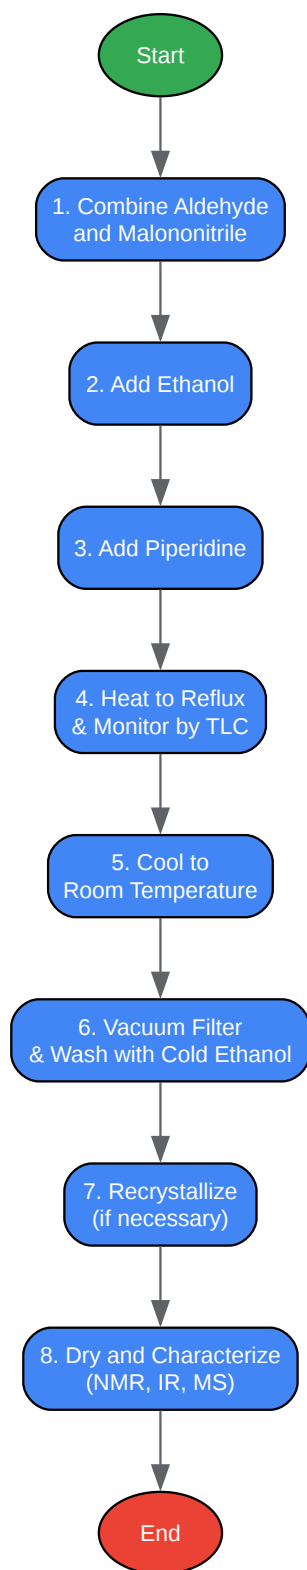 Start
1. Combine Aldehyde
and Malononitrile
2. Add Ethanol
3. Add Piperidine
4. Heat to Reflux
& Monitor by TLC
5. Cool to
Room Temperature
6. Vacuum Filter
& Wash with Cold Ethanol
7. Recrystallize
(if necessary)
8. Dry and Characterize
(NMR, IR, MS)
End